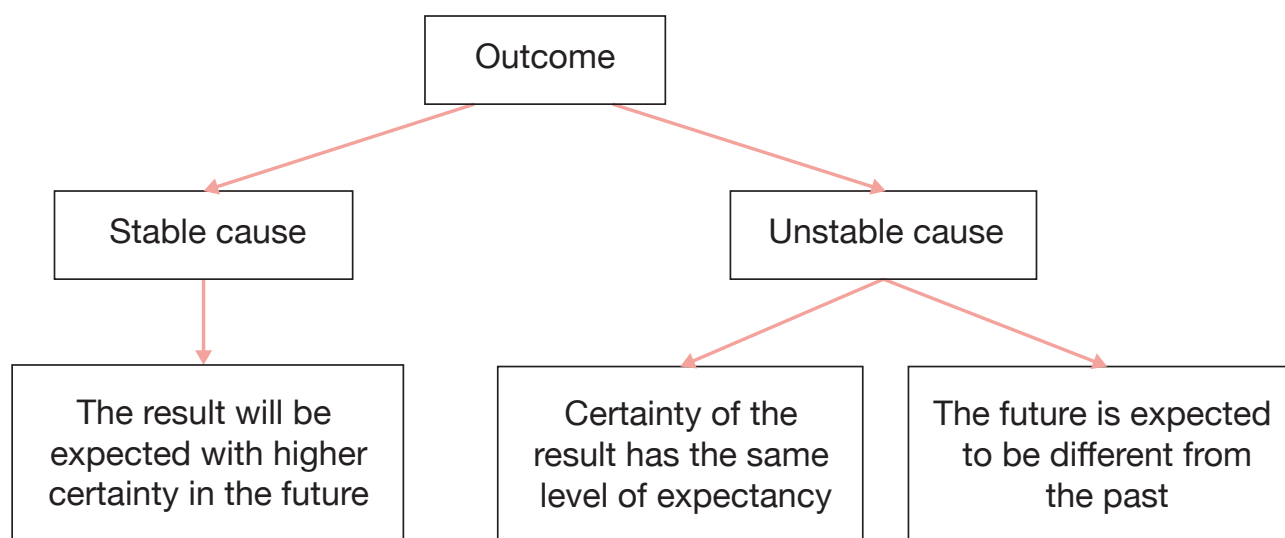 Outcome
Stable cause
Unstable cause
The result will be
expected with higher
certainty in the future
Certainty of the
result has the same
level of expectancy
The future is expected
to be different from
the past